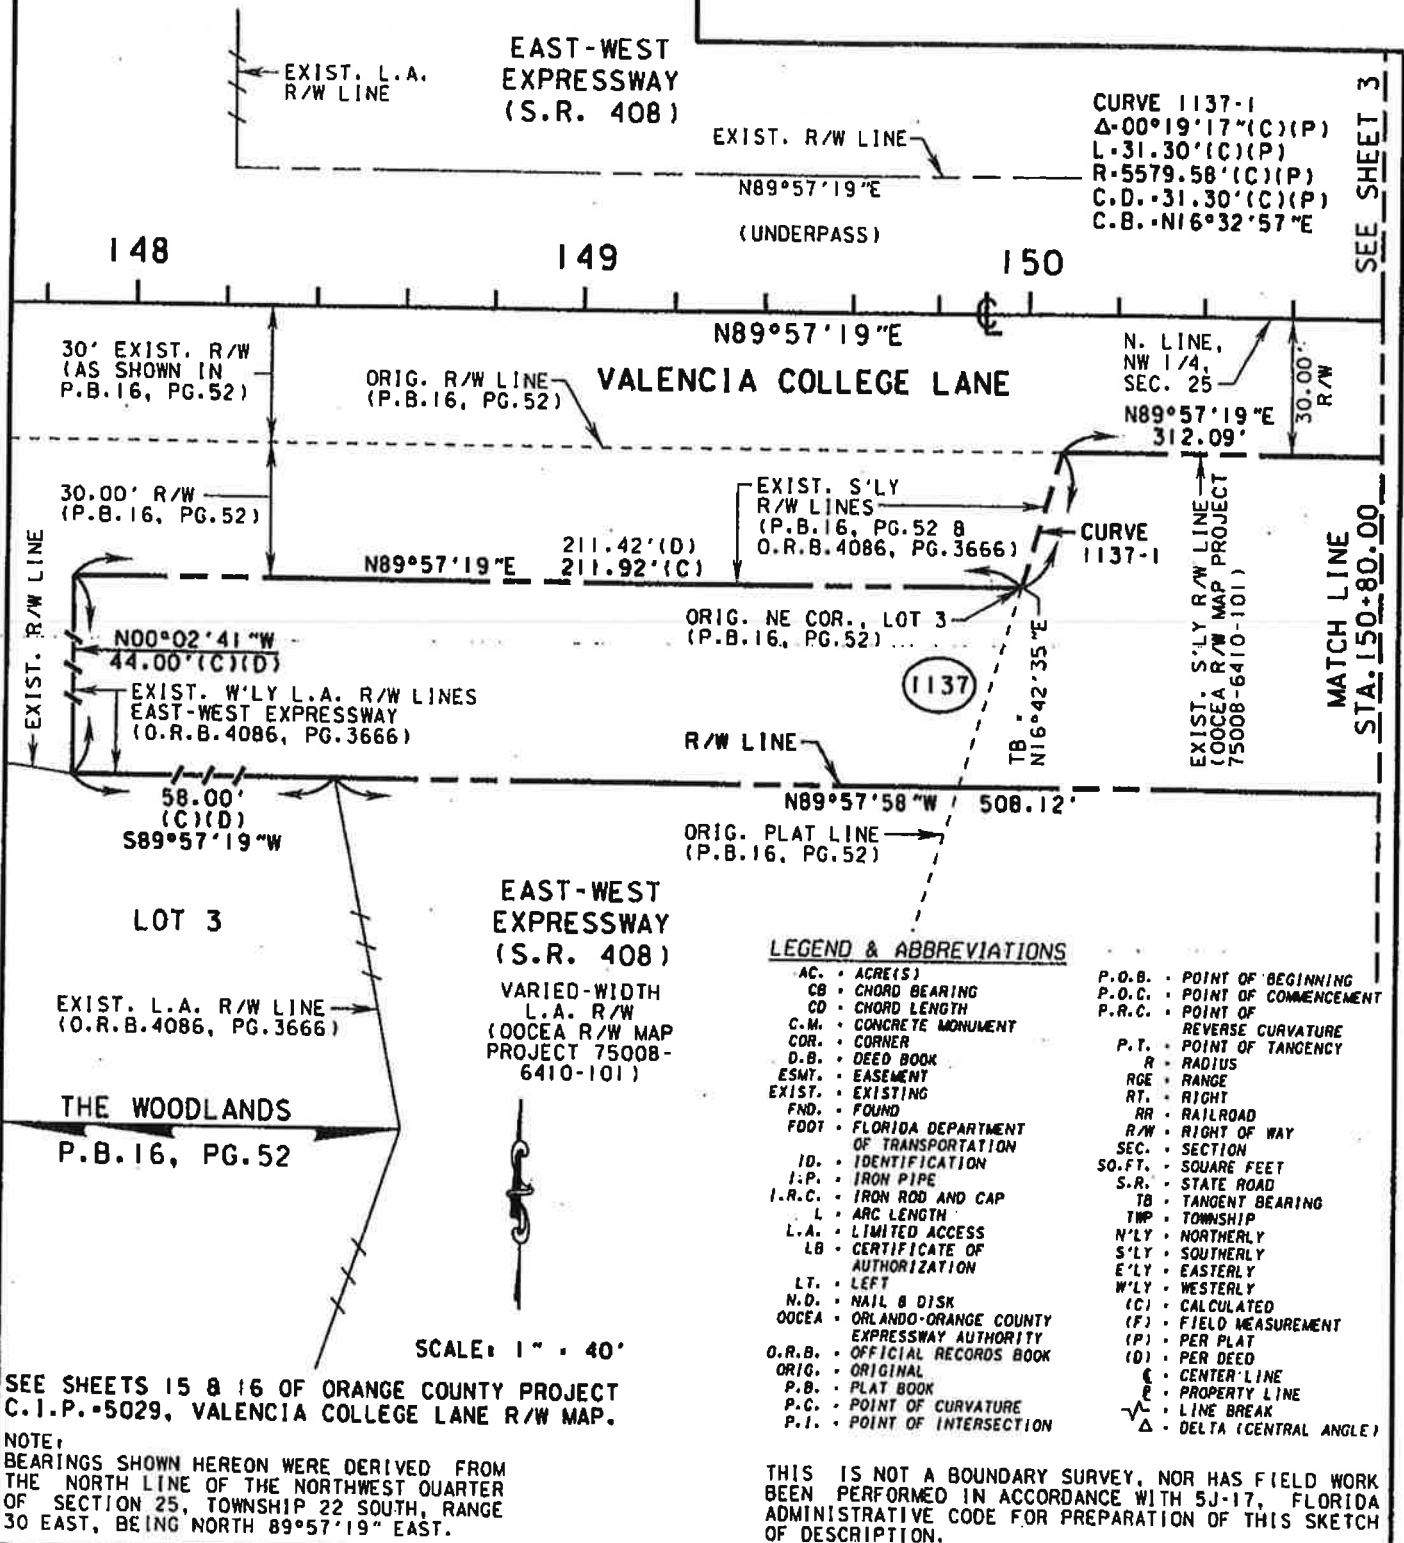 EAST-WEST
EXPRESSWAY
(S.R. 408)
EXIST. L.A.
R/W LINE
EXIST. R/W LINE
N89°57'19"E
(UNDERPASS)
CURVE 1137-1
Δ=00°19'17"(C)(P)
L=31.30'(C)(P)
R=5579.58'(C)(P)
C.D.=31.30'(C)(P)
C.B.=N16°32'57"E
SEE SHEET 3
148
149
150
N89°57'19"E
VALENCIA COLLEGE LANE
30' EXIST. R/W
(AS SHOWN IN
P.B.16, PG.52)
ORIG. R/W LINE
(P.B.16, PG.52)
N. LINE,
NW 1/4,
SEC. 25
30.00'
R/W
N89°57'19"E
312.09'
30.00' R/W
(P.B.16, PG.52)
EXIST. S'LY
R/W LINES
(P.B.16, PG.52 &
O.R.B.4086, PG.3666)
CURVE
1137-1
EXIST. R/W LINE
N89°57'19"E
211.42'(D)
211.92'(C)
ORIG. NE COR., LOT 3
(P.B.16, PG.52)
TB =
N16°42'35"E
EXIST. S'LY R/W LINE
(OOCEA R/W MAP PROJECT
75008-6410-101)
MATCH LINE
STA. 150+80.00
N00°02'41"W
44.00'(C)(D)
EXIST. W'LY L.A. R/W LINES
EAST-WEST EXPRESSWAY
(O.R.B.4086, PG.3666)
1137
R/W LINE
58.00'
(C)(D)
S89°57'19"W
N89°57'58"W 508.12'
ORIG. PLAT LINE
(P.B.16, PG.52)
LOT 3
EAST-WEST
EXPRESSWAY
(S.R. 408)
VARIED-WIDTH
L.A. R/W
(OOCEA R/W MAP
PROJECT 75008-
6410-101)
EXIST. L.A. R/W LINE
(O.R.B.4086, PG.3666)
THE WOODLANDS
P.B.16, PG.52
SCALE: 1" = 40'
LEGEND & ABBREVIATIONS
AC. = ACRE(S)
CB = CHORD BEARING
CD = CHORD LENGTH
C.M. = CONCRETE MONUMENT
COR. = CORNER
D.B. = DEED BOOK
ESMT. = EASEMENT
EXIST. = EXISTING
FND. = FOUND
FDOT = FLORIDA DEPARTMENT
OF TRANSPORTATION
ID. = IDENTIFICATION
I.P. = IRON PIPE
I.R.C. = IRON ROD AND CAP
L = ARC LENGTH
L.A. = LIMITED ACCESS
LB = CERTIFICATE OF
AUTHORIZATION
LT. = LEFT
N.D. = NAIL & DISK
OOCEA = ORLANDO-ORANGE COUNTY
EXPRESSWAY AUTHORITY
O.R.B. = OFFICIAL RECORDS BOOK
ORIG. = ORIGINAL
P.B. = PLAT BOOK
P.C. = POINT OF CURVATURE
P.I. = POINT OF INTERSECTION
P.O.B. = POINT OF BEGINNING
P.O.C. = POINT OF COMMENCEMENT
P.R.C. = POINT OF
REVERSE CURVATURE
P.T. = POINT OF TANGENCY
R = RADIUS
RGE = RANGE
RT. = RIGHT
RR = RAILROAD
R/W = RIGHT OF WAY
SEC. = SECTION
SQ.FT. = SQUARE FEET
S.R. = STATE ROAD
TB = TANGENT BEARING
TWP = TOWNSHIP
N'LY = NORTHERLY
S'LY = SOUTHERLY
E'LY = EASTERLY
W'LY = WESTERLY
(C) = CALCULATED
(F) = FIELD MEASUREMENT
(P) = PER PLAT
(D) = PER DEED
℄ = CENTER LINE
= PROPERTY LINE
= LINE BREAK
Δ = DELTA (CENTRAL ANGLE)
SEE SHEETS 15 & 16 OF ORANGE COUNTY PROJECT
C.I.P.=5029, VALENCIA COLLEGE LANE R/W MAP.
NOTE:
BEARINGS SHOWN HEREON WERE DERIVED FROM
THE NORTH LINE OF THE NORTHWEST QUARTER
OF SECTION 25, TOWNSHIP 22 SOUTH, RANGE
30 EAST, BEING NORTH 89°57'19" EAST.
THIS IS NOT A BOUNDARY SURVEY, NOR HAS FIELD WORK
BEEN PERFORMED IN ACCORDANCE WITH 5J-17, FLORIDA
ADMINISTRATIVE CODE FOR PREPARATION OF THIS SKETCH
OF DESCRIPTION.